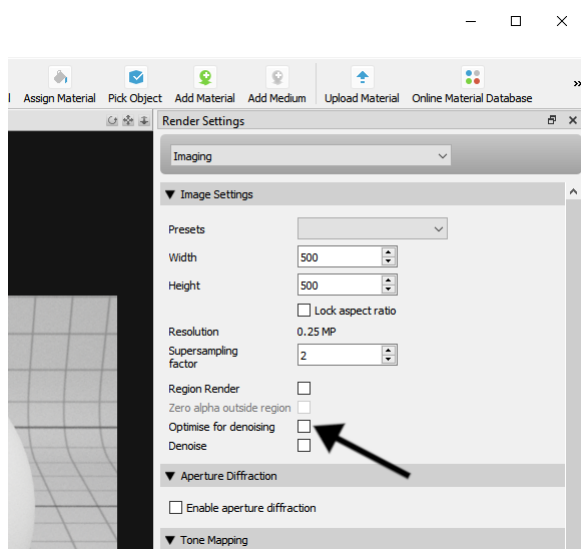 Assign Material Pick Object Add Material Add Medium Upload Material Online Material Database »
Render Settings
Imaging
Image Settings
Presets
Width 500
Height 500
Lock aspect ratio
Resolution 0.25 MP
Supersampling
factor 2
Region Render
Zero alpha outside region
Optimise for denoising
Denoise
Aperture Diffraction
Enable aperture diffraction
Tone Mapping